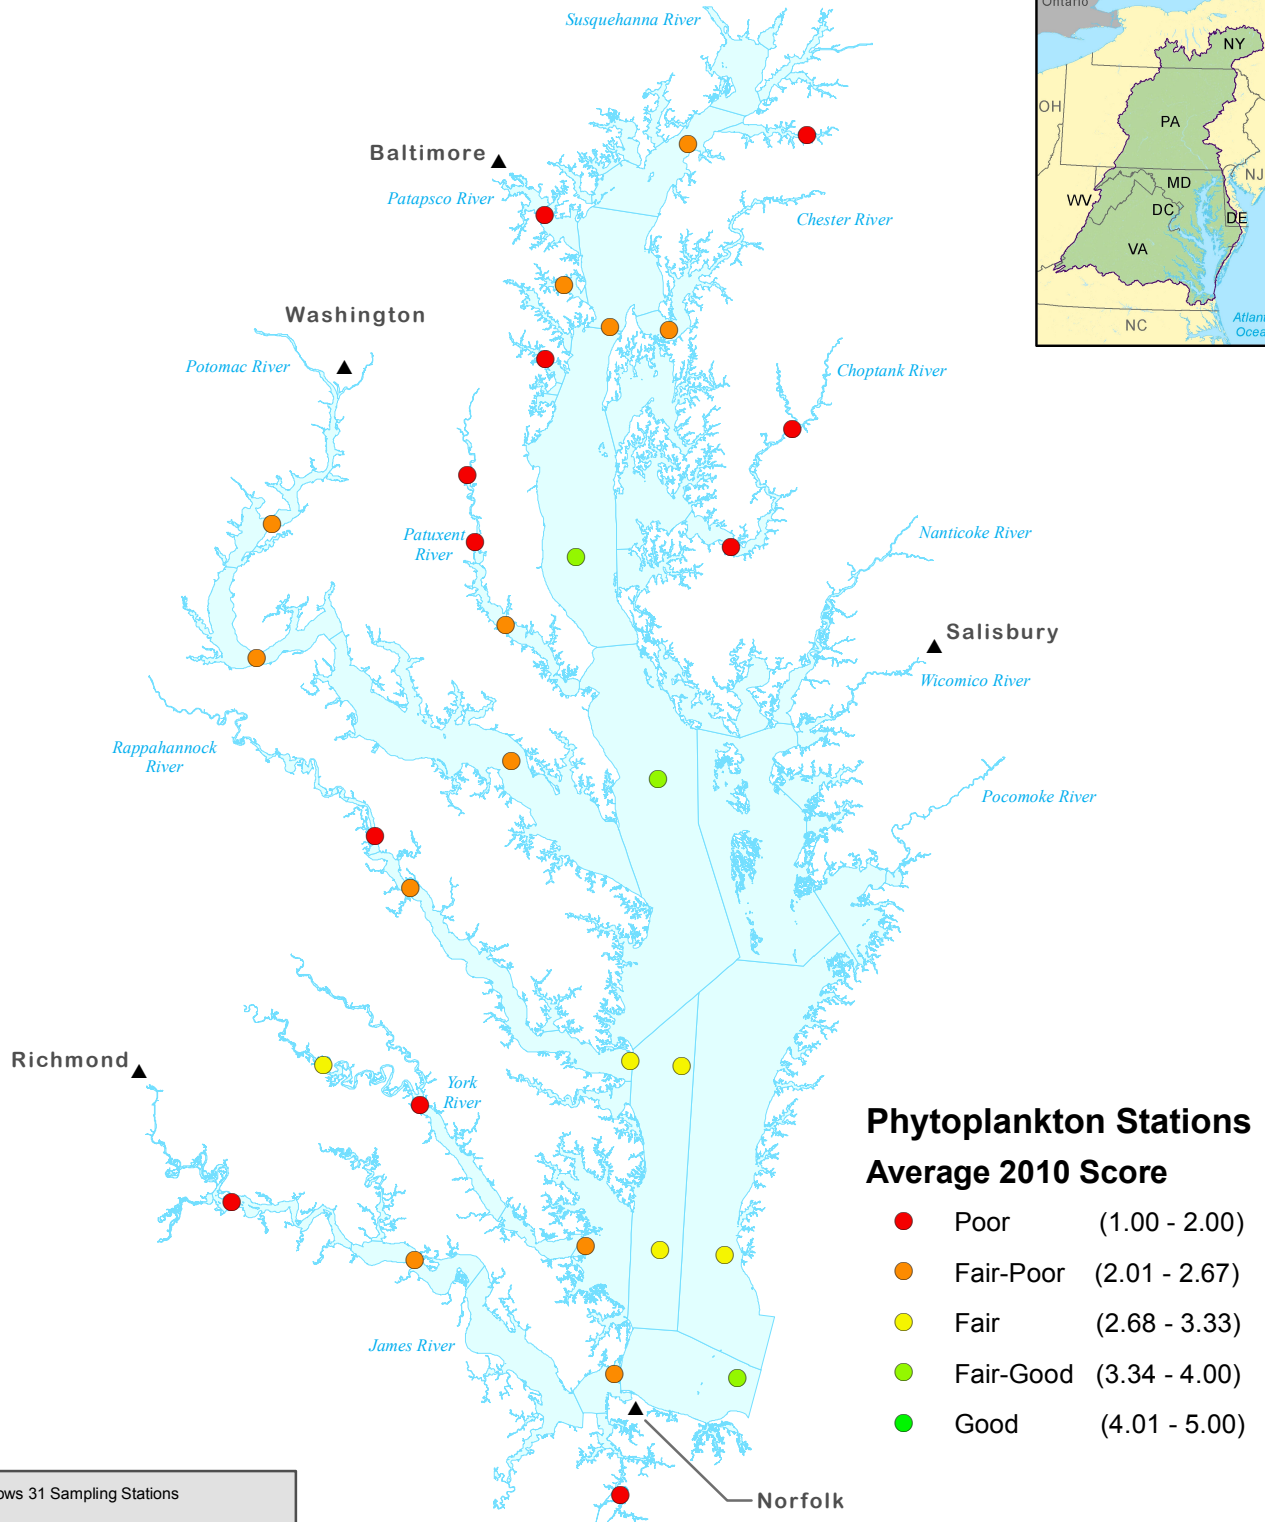 Susquehanna River
Ontario
NY
OH
PA
NJ
WV
MD
DC
DE
VA
NC
Baltimore
Patapsco River
Chester River
Washington
Potomac River
Choptank River
Patuxent
River
Nanticoke River
Salisbury
Wicomico River
Rappahannock
River
Pocomoke River
Richmond
York
River
James River
Norfolk
Phytoplankton Stations
Average 2010 Score
Poor (1.00 - 2.00)
Fair-Poor (2.01 - 2.67)
Fair (2.68 - 3.33)
Fair-Good (3.34 - 4.00)
Good (4.01 - 5.00)
31 Sampling Stations